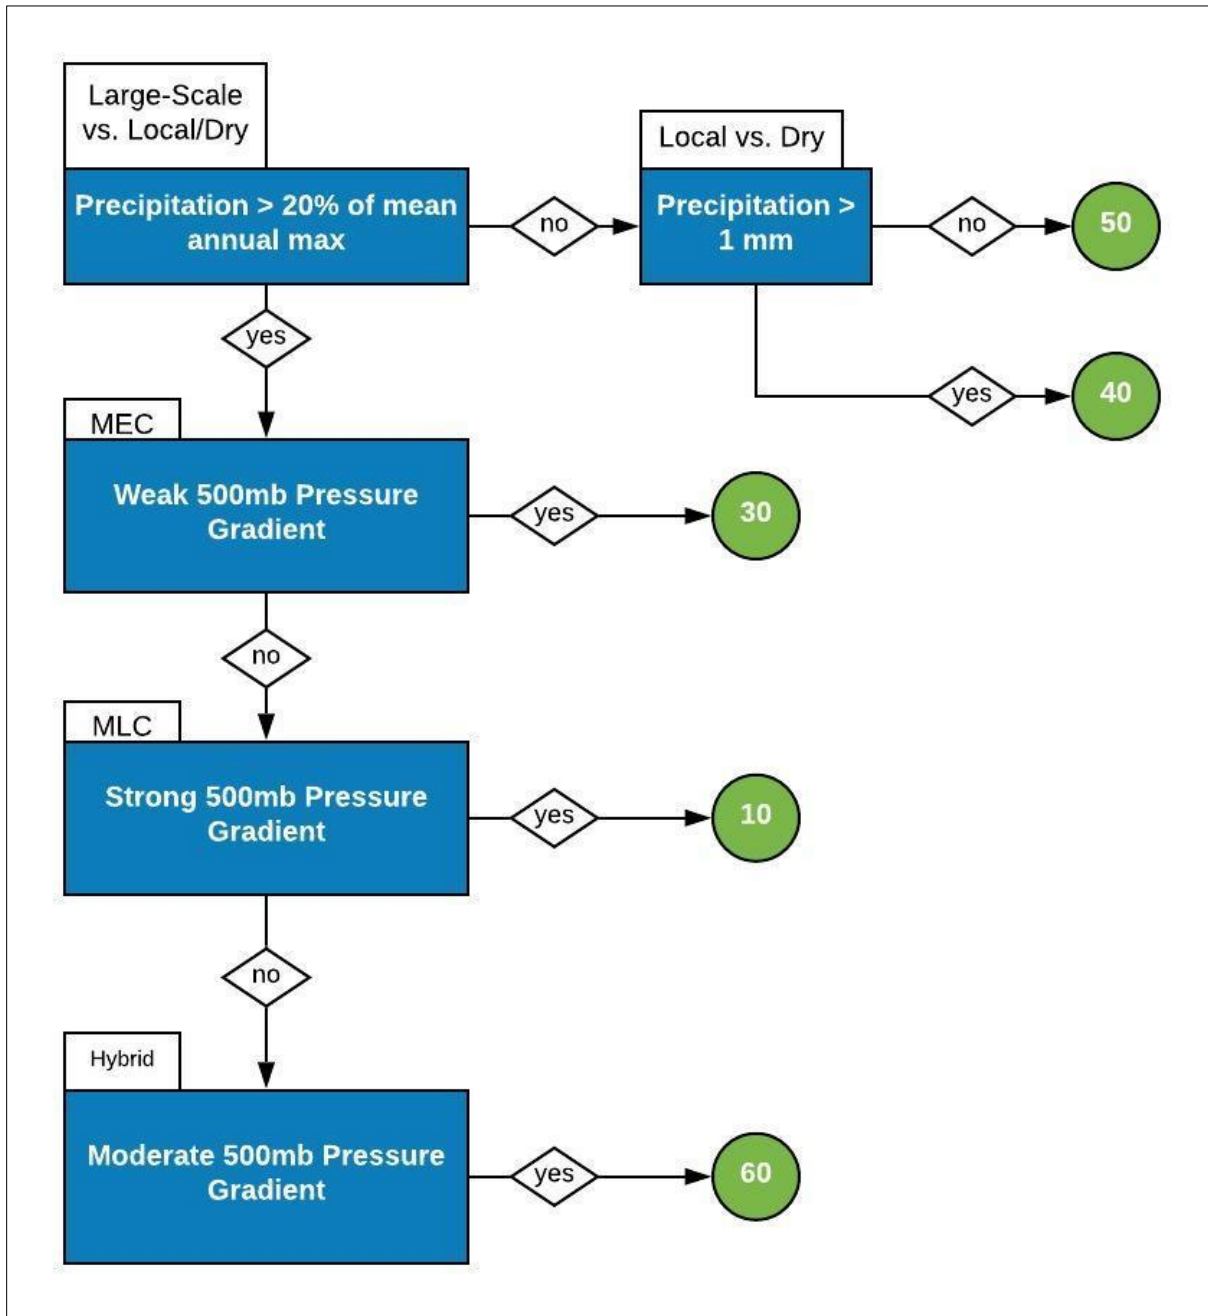 Large-Scale
vs. Local/Dry
Precipitation > 20% of mean
annual max
no
Local vs. Dry
Precipitation >
1 mm
no
50
yes
40
yes
MEC
Weak 500mb Pressure
Gradient
yes
30
no
MLC
Strong 500mb Pressure
Gradient
yes
10
no
Hybrid
Moderate 500mb Pressure
Gradient
yes
60